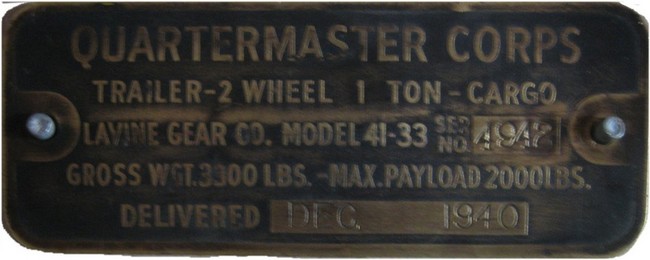 QUARTERMASTER CORPS
TRAILER-2 WHEEL 1 TON-CARGO
LAVINE GEAR CO. MODEL 41-33 SER. NO. 4942
GROSS WGT. 3300 LBS.-MAX. PAYLOAD 2000 LBS.
DELIVERED DEC. 1940